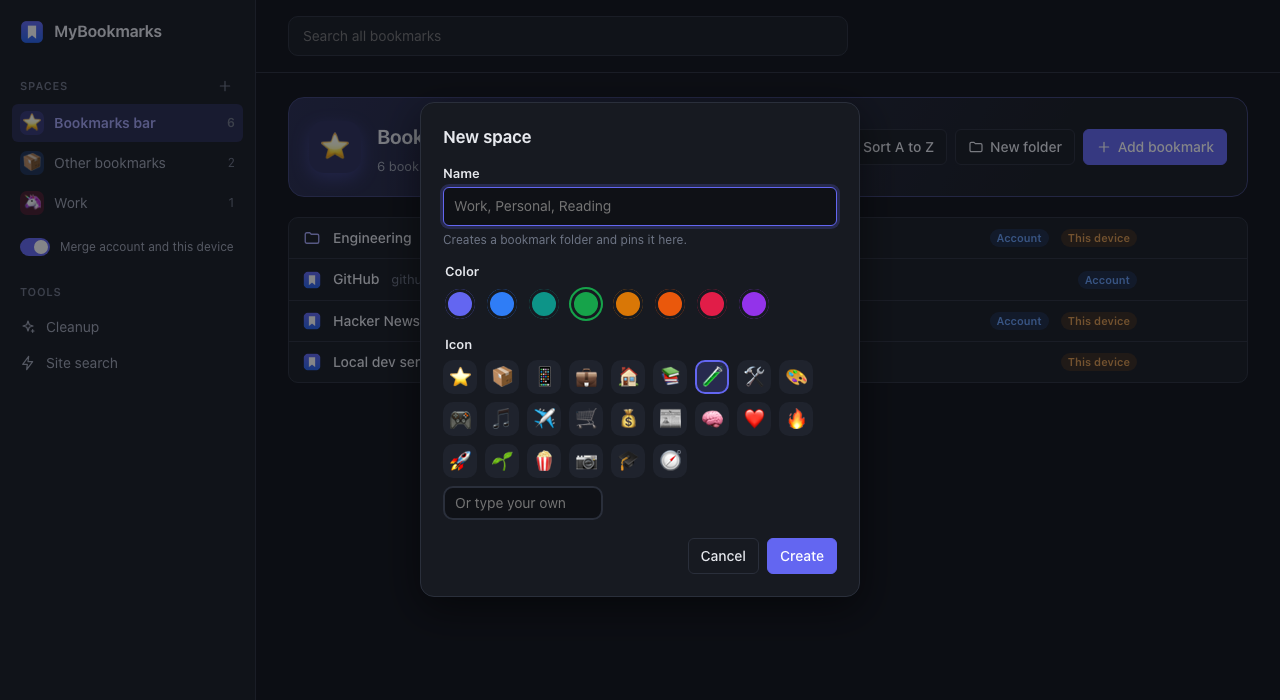 MyBookmarks
Search all bookmarks
SPACES
Bookmarks bar 6
Other bookmarks 2
Work 1
Merge account and this device
TOOLS
Cleanup
Site search
Sort A to Z
New folder
Add bookmark
Engineering Account This device
GitHub Account
Hacker News Account This device
Local dev This device
New space
Name
Work, Personal, Reading
Creates a bookmark folder and pins it here.
Color
Icon
Or type your own
Cancel
Create